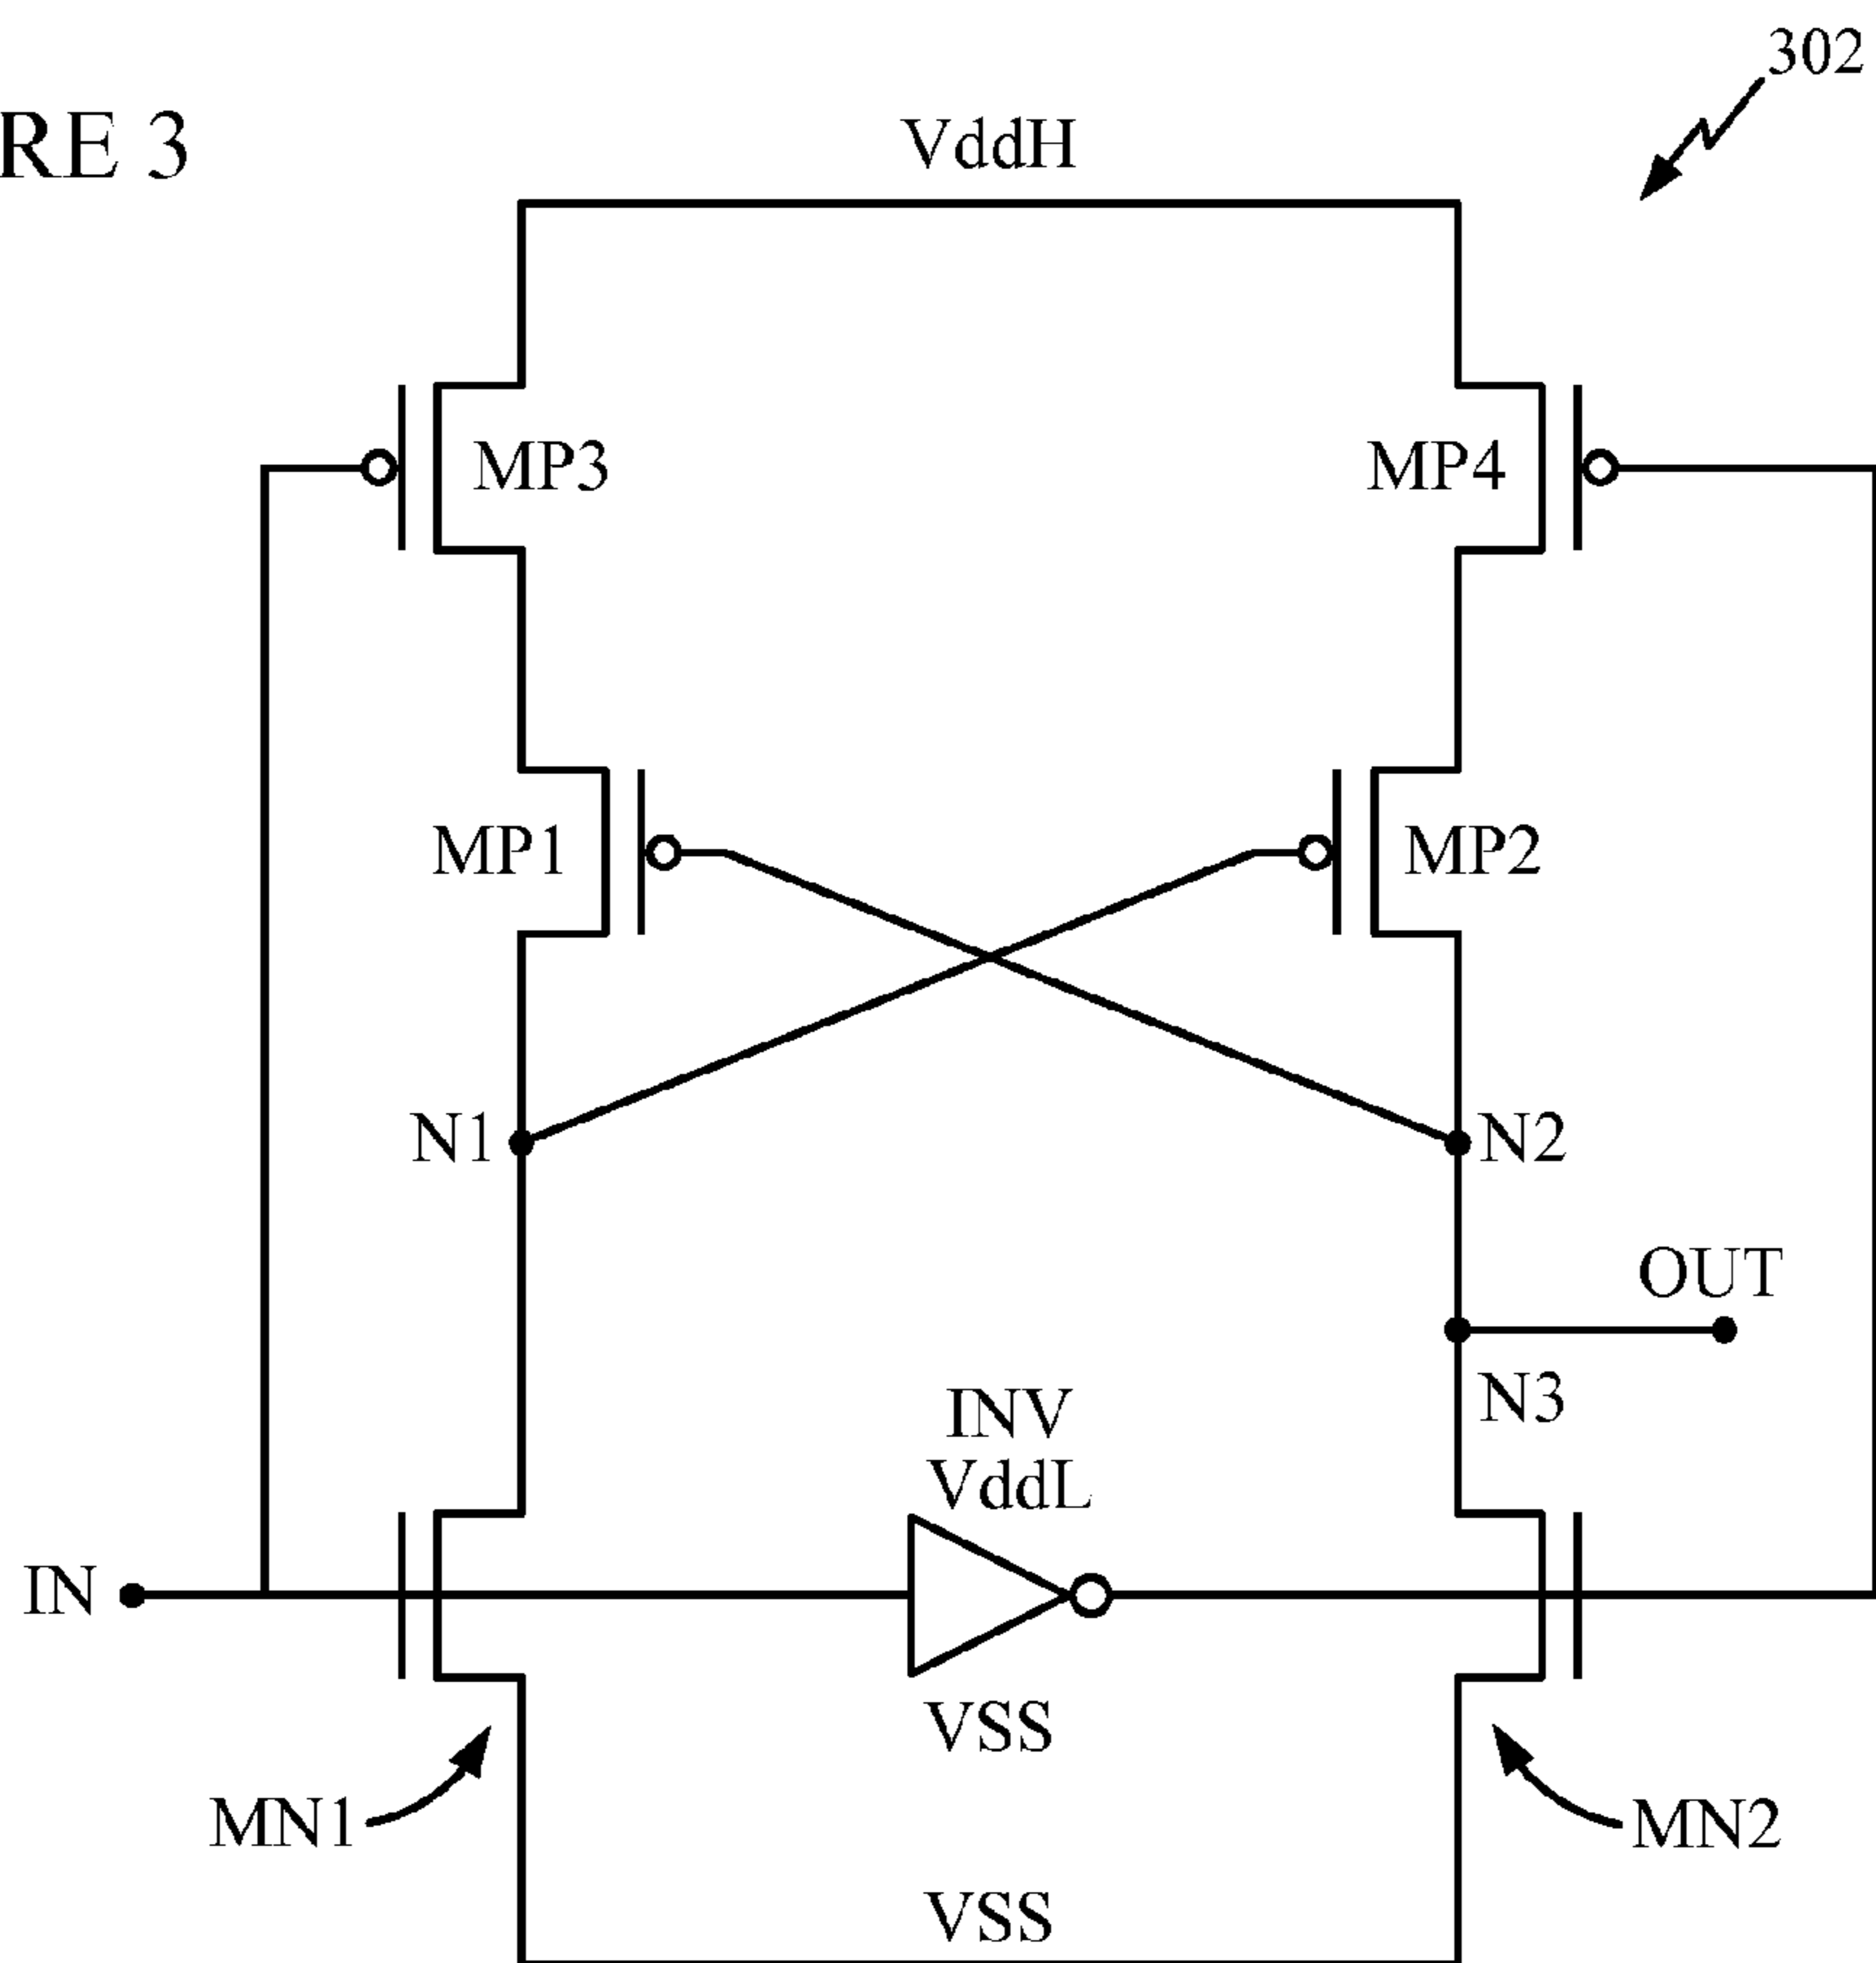 302
RE 3
VddH
MP3
MP4
MP1
MP2
N1
N2
OUT
N3
INV
VddL
IN
VSS
MN1
MN2
VSS